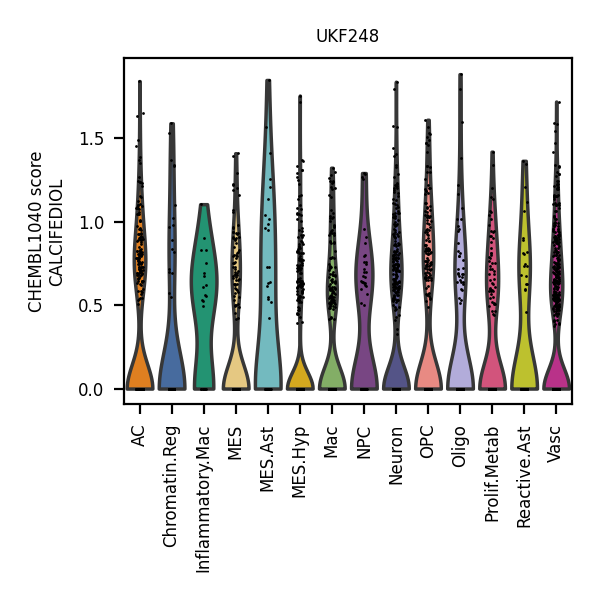 UKF248
CHEMBL1040 score
CALCIFEDIOL
1.5
1.0
0.5
0.0
AC
Chromatin.Reg
Inflammatory.Mac
MES
MES.Ast
MES.Hyp
Mac
NPC
Neuron
OPC
Oligo
Prolif.Metab
Reactive.Ast
Vasc